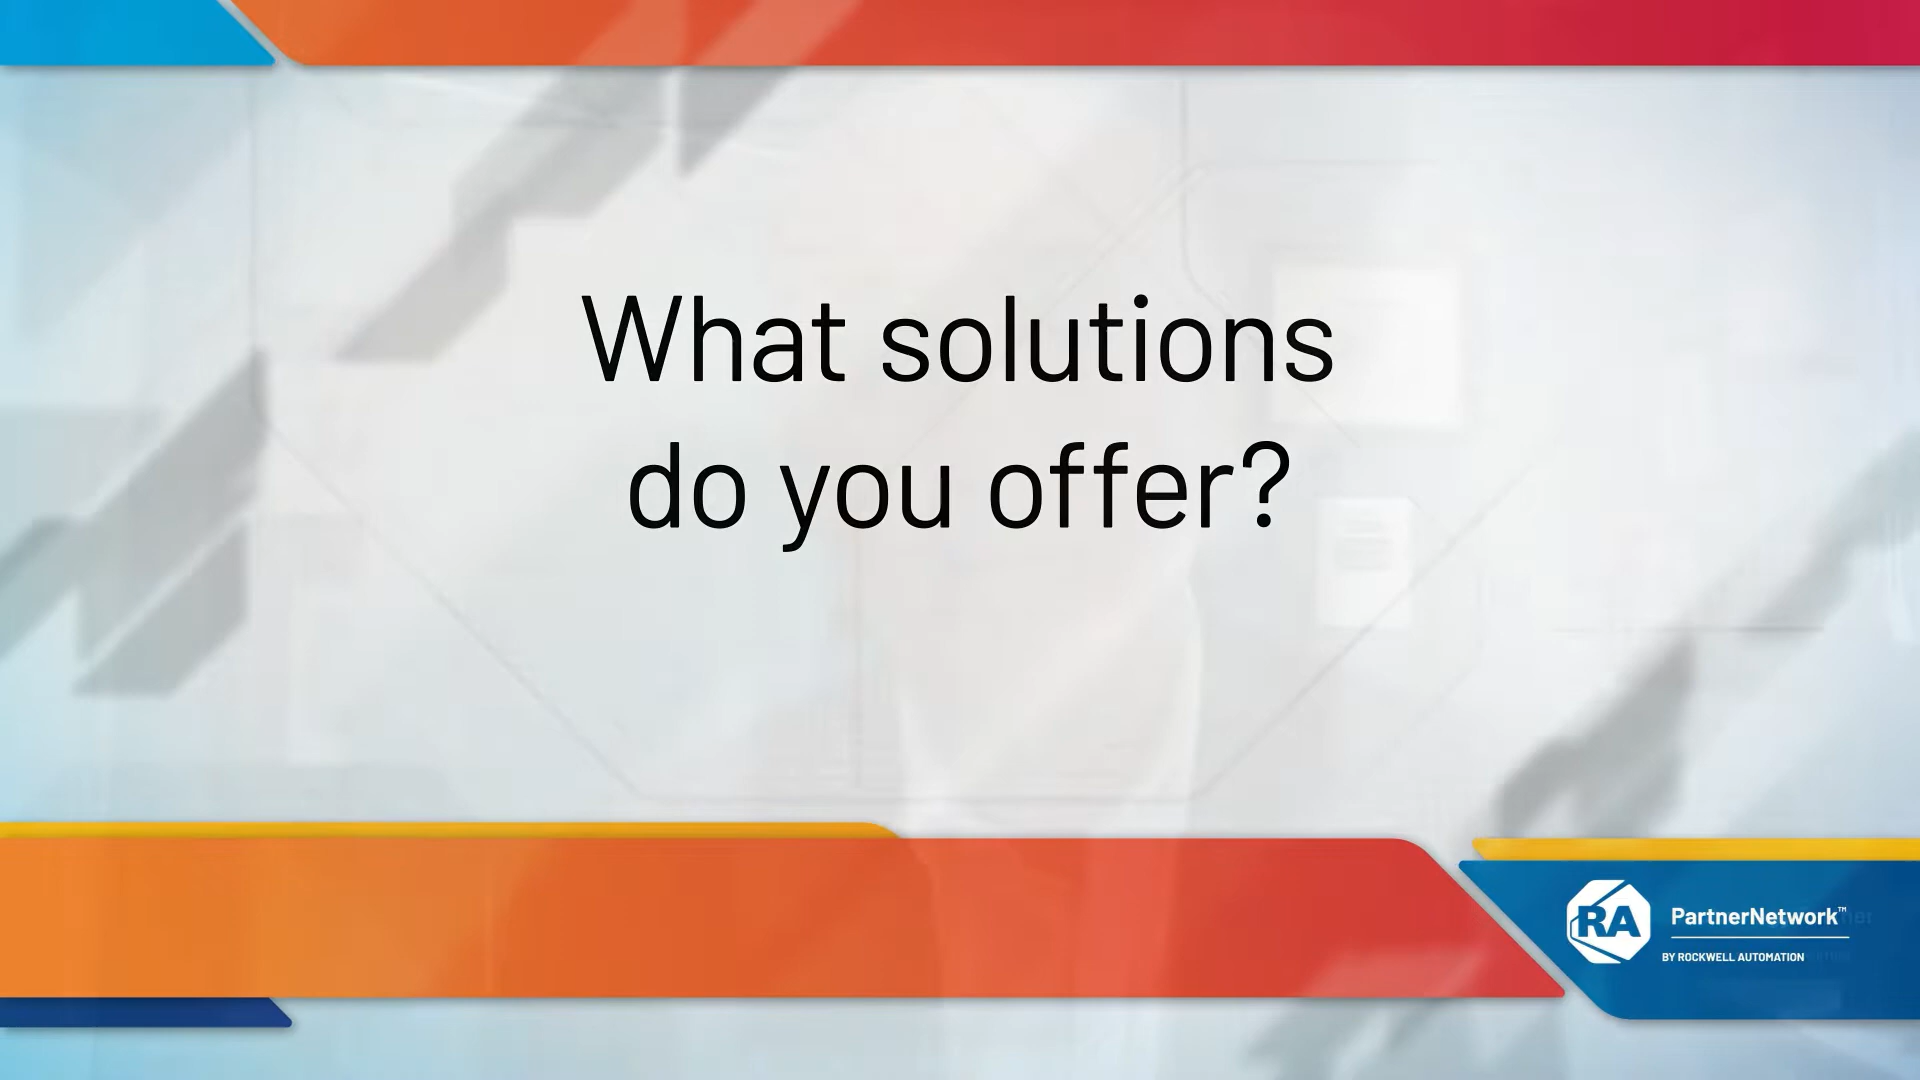 What solutions
do you offer?
RA
PartnerNetwork™
BY ROCKWELL AUTOMATION